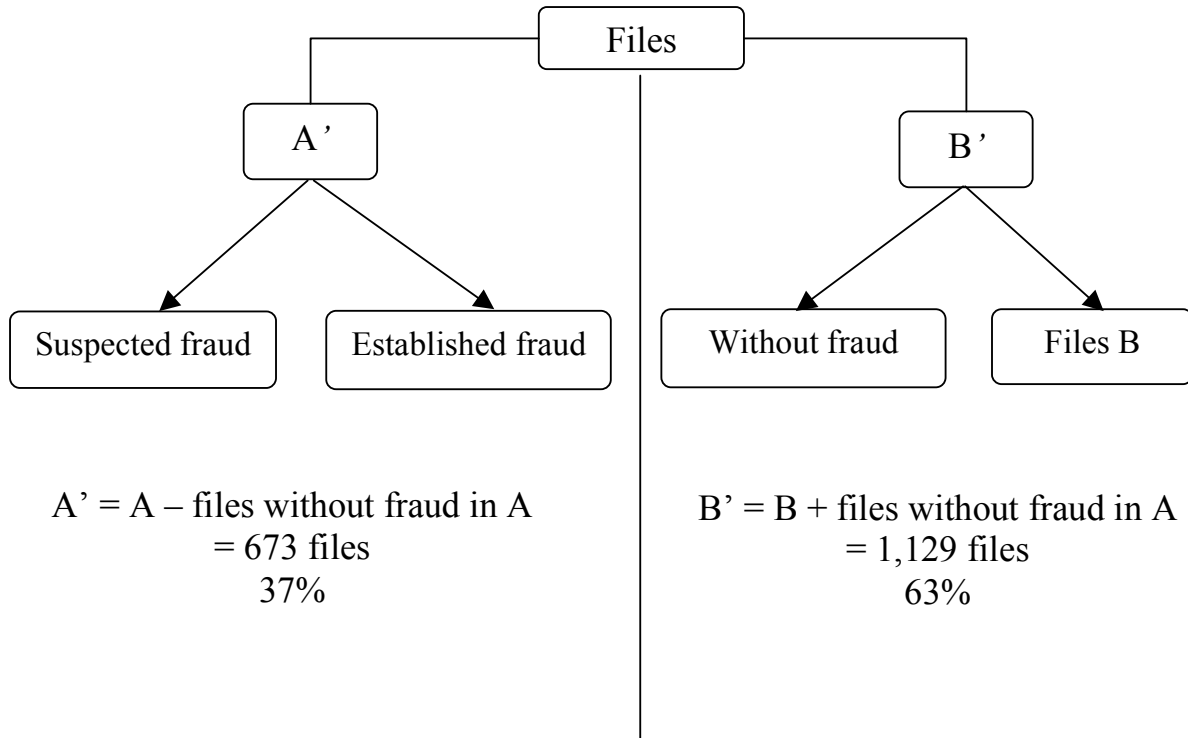 Files
A ’
B ’
Suspected fraud
Established fraud
Without fraud
Files B
A’ = A – files without fraud in A
= 673 files
37%
B’ = B + files without fraud in A
= 1,129 files
63%